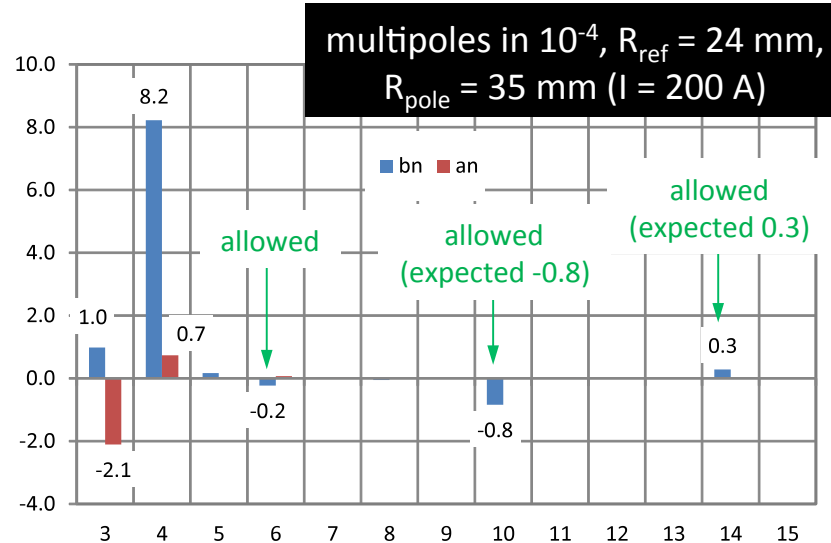 multipoles in 10⁻⁴, R_ref = 24 mm,
R_pole = 35 mm (I = 200 A)
10.0
8.0
6.0
4.0
2.0
0.0
-2.0
-4.0
8.2
bn an
allowed
allowed
(expected -0.8)
allowed
(expected 0.3)
1.0
0.7
0.3
-0.2
-0.8
-2.1
3 4 5 6 7 8 9 10 11 12 13 14 15